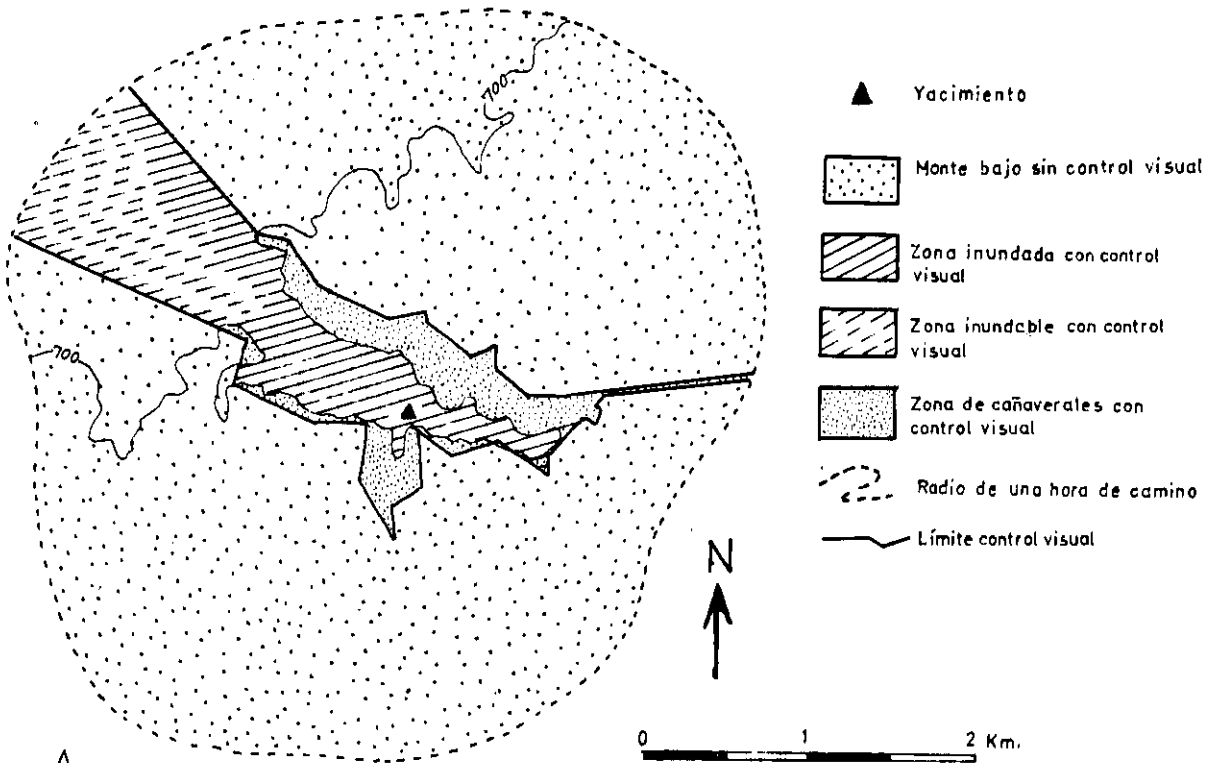 700
700
Yacimiento
Monte bajo sin control visual
Zona inundada con control
visual
Zona inundable con control
visual
Zona de cañaverales con
control visual
Radio de una hora de camino
Límite control visual
N
0 1 2 Km.
A